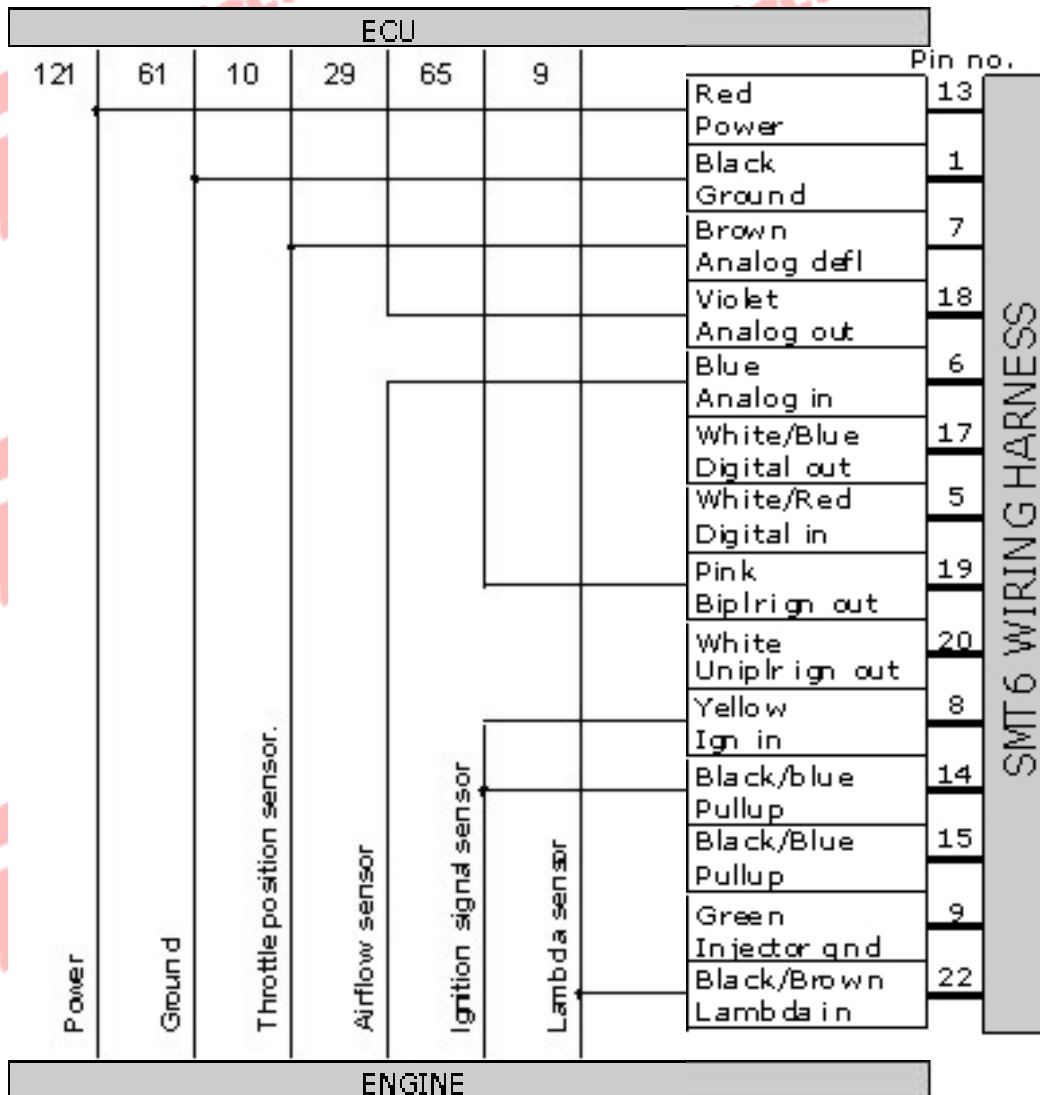 ECU
Pin no.
121 61 10 29 65 9
Red 13
Power
Black 1
Ground
Brown 7
Analog defl
Violet 18
Analog out
Blue 6
Analog in
White/Blue 17
Digital out
White/Red 5
Digital in
Pink 19
Biplrign out
White 20
Uniplr ign out
Yellow 8
Ign in
Black/blue 14
Pullup
Black/Blue 15
Pullup
Green 9
Injector gnd
Black/Brown 22
Lambda in
Power
Ground
Throttle position sensor.
Airflow sensor
Ignition signal sensor
Lambda sensor
SMT6 WIRING HARNESS
ENGINE